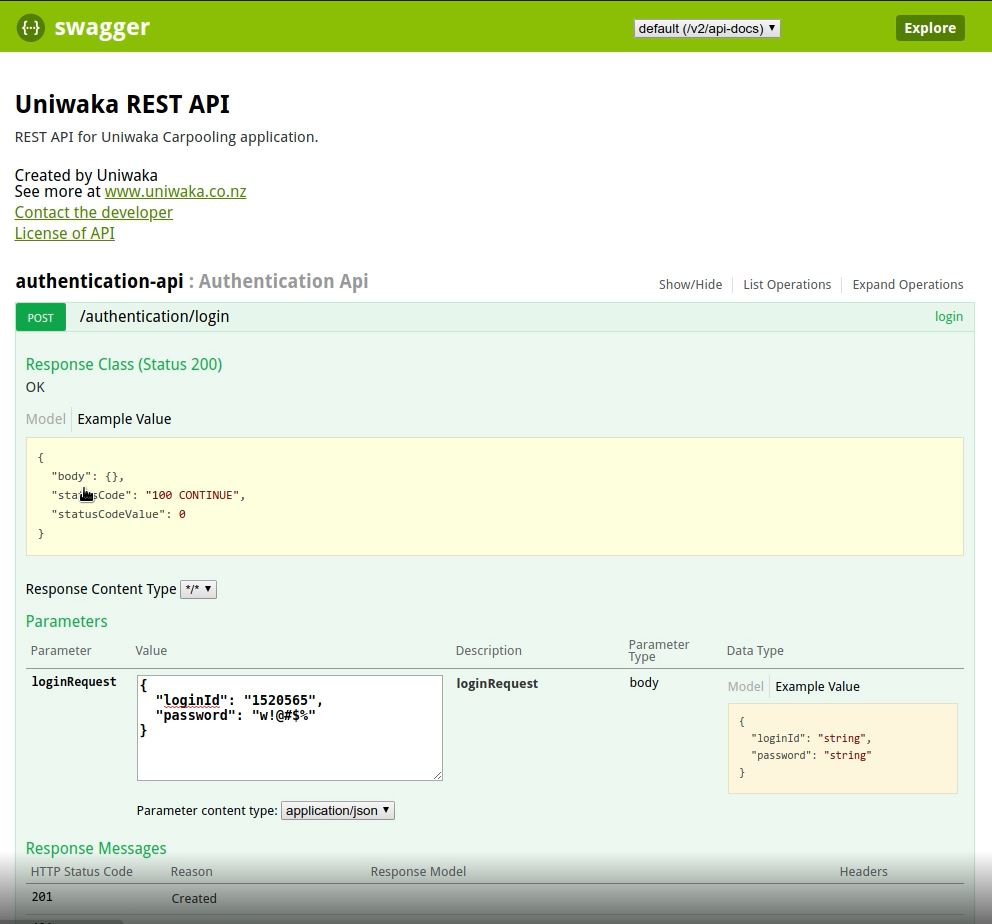 {··} swagger default (/v2/api-docs) Explore
Uniwaka REST API
REST API for Uniwaka Carpooling application.
Created by Uniwaka
See more at www.uniwaka.co.nz
Contact the developer
License of API
authentication-api : Authentication Api Show/Hide List Operations Expand Operations
POST /authentication/login login
Response Class (Status 200)
OK
Model Example Value
{
"body": {},
"statusCode": "100 CONTINUE",
"statusCodeValue": 0
}
Response Content Type */*
Parameters
Parameter Value Description Parameter Type Data Type
loginRequest
{
"loginId": "1520565",
"password": "w!@#$%"
}
loginRequest body
Model Example Value
{
"loginId": "string",
"password": "string"
}
Parameter content type: application/json
Response Messages
HTTP Status Code Reason Response Model Headers
201 Created